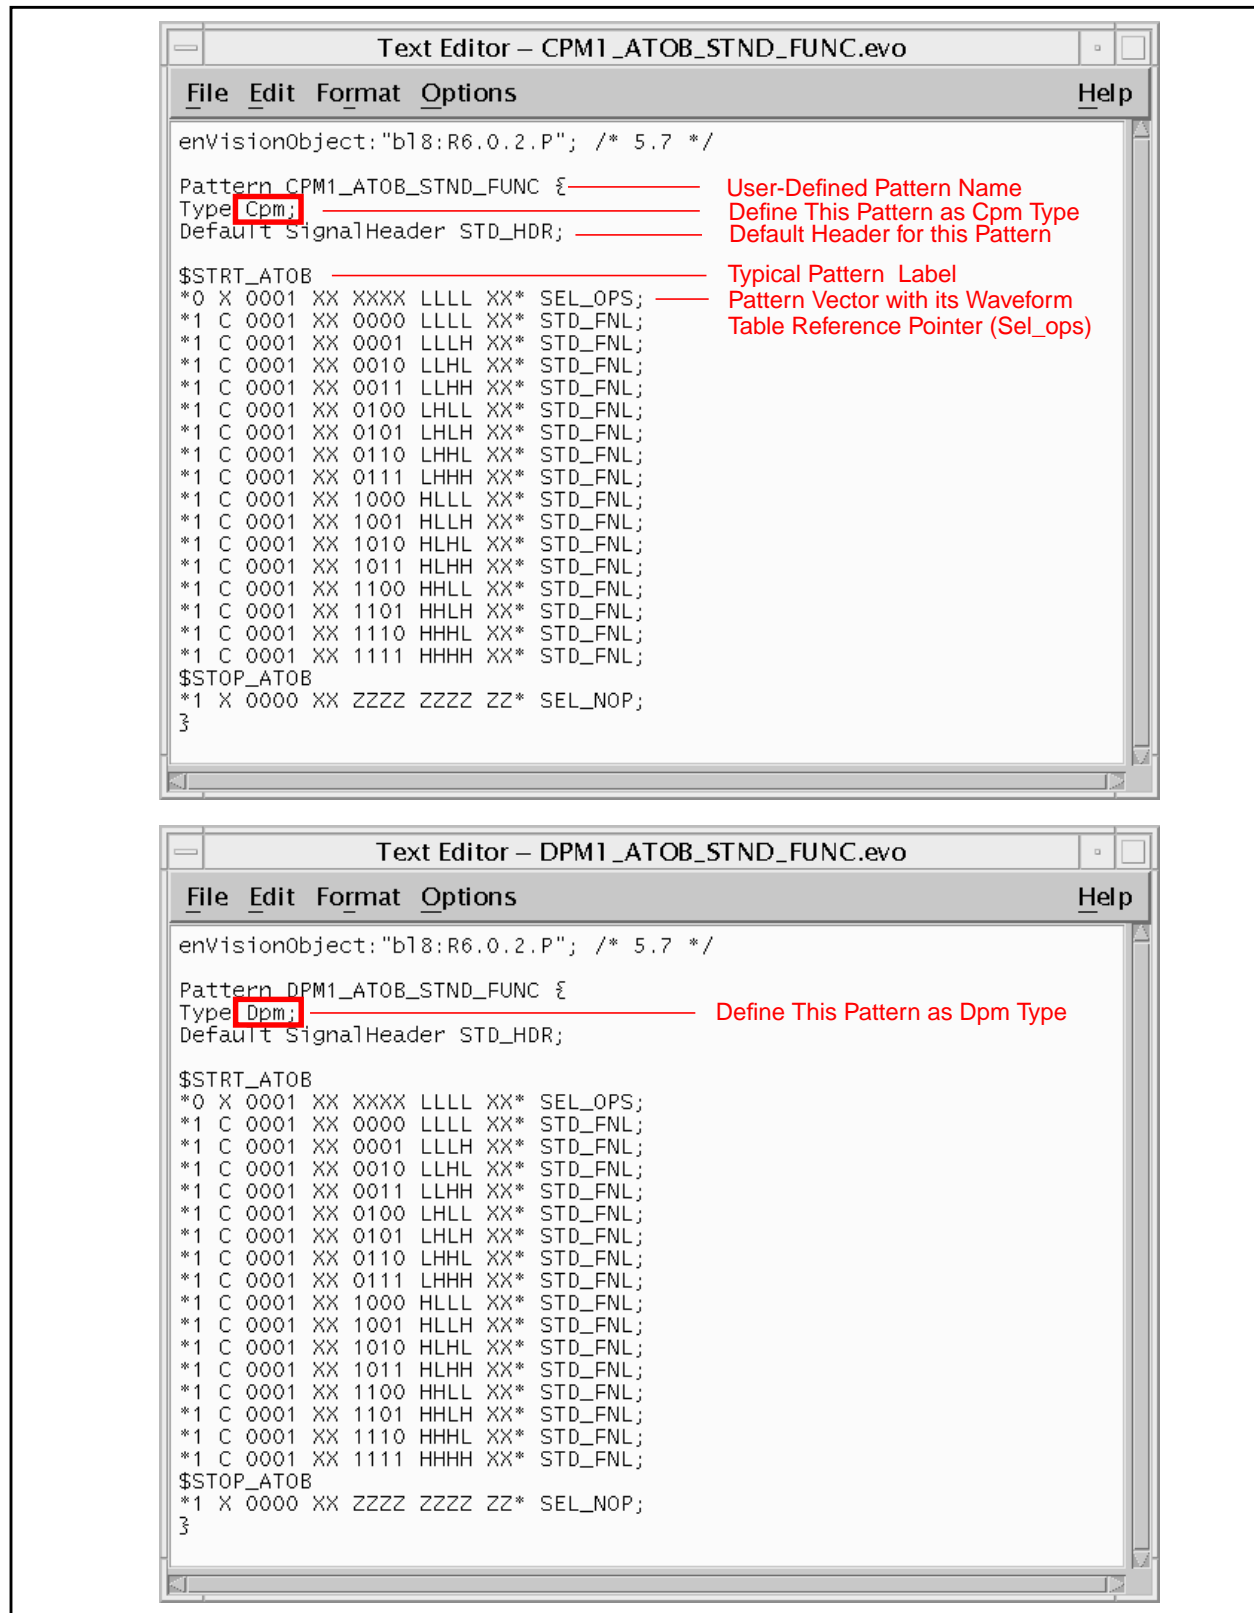 Text Editor – CPM1_ATOB_STND_FUNC.evo
File Edit Format Options Help
enVisionObject:"bl8:R6.0.2.P"; /* 5.7 */
Pattern CPM1_ATOB_STND_FUNC { User-Defined Pattern Name
Type Cpm; Define This Pattern as Cpm Type
Default SignalHeader STD_HDR; Default Header for this Pattern
$STRT_ATOB Typical Pattern Label
*0 X 0001 XX XXXX LLLL XX* SEL_OPS; Pattern Vector with its Waveform
*1 C 0001 XX 0000 LLLL XX* STD_FNL; Table Reference Pointer (Sel_ops)
*1 C 0001 XX 0001 LLLH XX* STD_FNL;
*1 C 0001 XX 0010 LLHL XX* STD_FNL;
*1 C 0001 XX 0011 LLHH XX* STD_FNL;
*1 C 0001 XX 0100 LHLL XX* STD_FNL;
*1 C 0001 XX 0101 LHLH XX* STD_FNL;
*1 C 0001 XX 0110 LHHL XX* STD_FNL;
*1 C 0001 XX 0111 LHHH XX* STD_FNL;
*1 C 0001 XX 1000 HLLL XX* STD_FNL;
*1 C 0001 XX 1001 HLLH XX* STD_FNL;
*1 C 0001 XX 1010 HLHL XX* STD_FNL;
*1 C 0001 XX 1011 HLHH XX* STD_FNL;
*1 C 0001 XX 1100 HHLL XX* STD_FNL;
*1 C 0001 XX 1101 HHLH XX* STD_FNL;
*1 C 0001 XX 1110 HHHL XX* STD_FNL;
*1 C 0001 XX 1111 HHHH XX* STD_FNL;
$STOP_ATOB
*1 X 0000 XX ZZZZ ZZZZ ZZ* SEL_NOP;
}
Text Editor – DPM1_ATOB_STND_FUNC.evo
File Edit Format Options Help
enVisionObject:"bl8:R6.0.2.P"; /* 5.7 */
Pattern DPM1_ATOB_STND_FUNC {
Type Dpm; Define This Pattern as Dpm Type
Default SignalHeader STD_HDR;
$STRT_ATOB
*0 X 0001 XX XXXX LLLL XX* SEL_OPS;
*1 C 0001 XX 0000 LLLL XX* STD_FNL;
*1 C 0001 XX 0001 LLLH XX* STD_FNL;
*1 C 0001 XX 0010 LLHL XX* STD_FNL;
*1 C 0001 XX 0011 LLHH XX* STD_FNL;
*1 C 0001 XX 0100 LHLL XX* STD_FNL;
*1 C 0001 XX 0101 LHLH XX* STD_FNL;
*1 C 0001 XX 0110 LHHL XX* STD_FNL;
*1 C 0001 XX 0111 LHHH XX* STD_FNL;
*1 C 0001 XX 1000 HLLL XX* STD_FNL;
*1 C 0001 XX 1001 HLLH XX* STD_FNL;
*1 C 0001 XX 1010 HLHL XX* STD_FNL;
*1 C 0001 XX 1011 HLHH XX* STD_FNL;
*1 C 0001 XX 1100 HHLL XX* STD_FNL;
*1 C 0001 XX 1101 HHLH XX* STD_FNL;
*1 C 0001 XX 1110 HHHL XX* STD_FNL;
*1 C 0001 XX 1111 HHHH XX* STD_FNL;
$STOP_ATOB
*1 X 0000 XX ZZZZ ZZZZ ZZ* SEL_NOP;
}